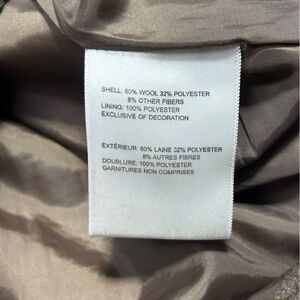 SHELL: 60% WOOL 32% POLYESTER
8% OTHER FIBERS
LINING: 100% POLYESTER
EXCLUSIVE OF DECORATION
EXTÉRIEUR: 60% LAINE 32% POLYESTER
8% AUTRES FIBRES
DOUBLURE: 100% POLYESTER
GARNITURES NON COMPRISES